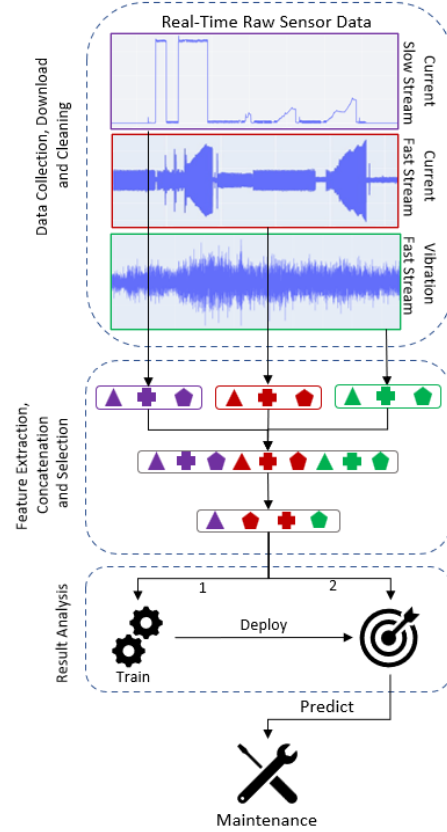 Real-Time Raw Sensor Data
Data Collection, Download
and Cleaning
Current
Slow Stream
Current
Fast Stream
Vibration
Fast Stream
Feature Extraction,
Concatenation
and Selection
Result Analysis
1
2
Deploy
Train
Predict
Maintenance